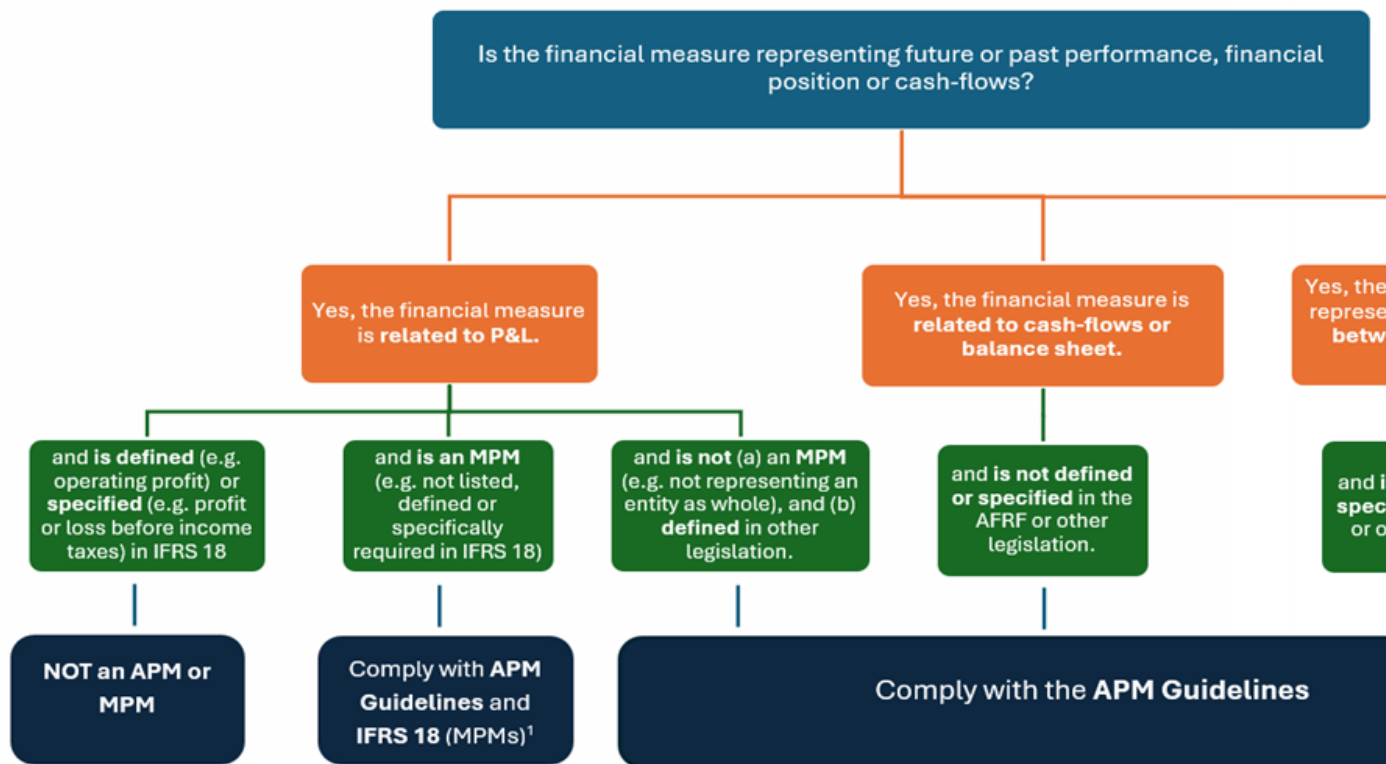 Is the financial measure representing future or past performance, financial
position or cash-flows?
Yes, the financial measure
is related to P&L.
Yes, the financial measure is
related to cash-flows or
balance sheet.
Yes, the
represe
betw
and is defined (e.g.
operating profit) or
specified (e.g. profit
or loss before income
taxes) in IFRS 18
and is an MPM
(e.g. not listed,
defined or
specifically
required in IFRS 18)
and is not (a) an MPM
(e.g. not representing an
entity as whole), and (b)
defined in other
legislation.
and is not defined
or specified in the
AFRF or other
legislation.
and i
spec
or o
NOT an APM or
MPM
Comply with APM
Guidelines and
IFRS 18 (MPMs)¹
Comply with the APM Guidelines